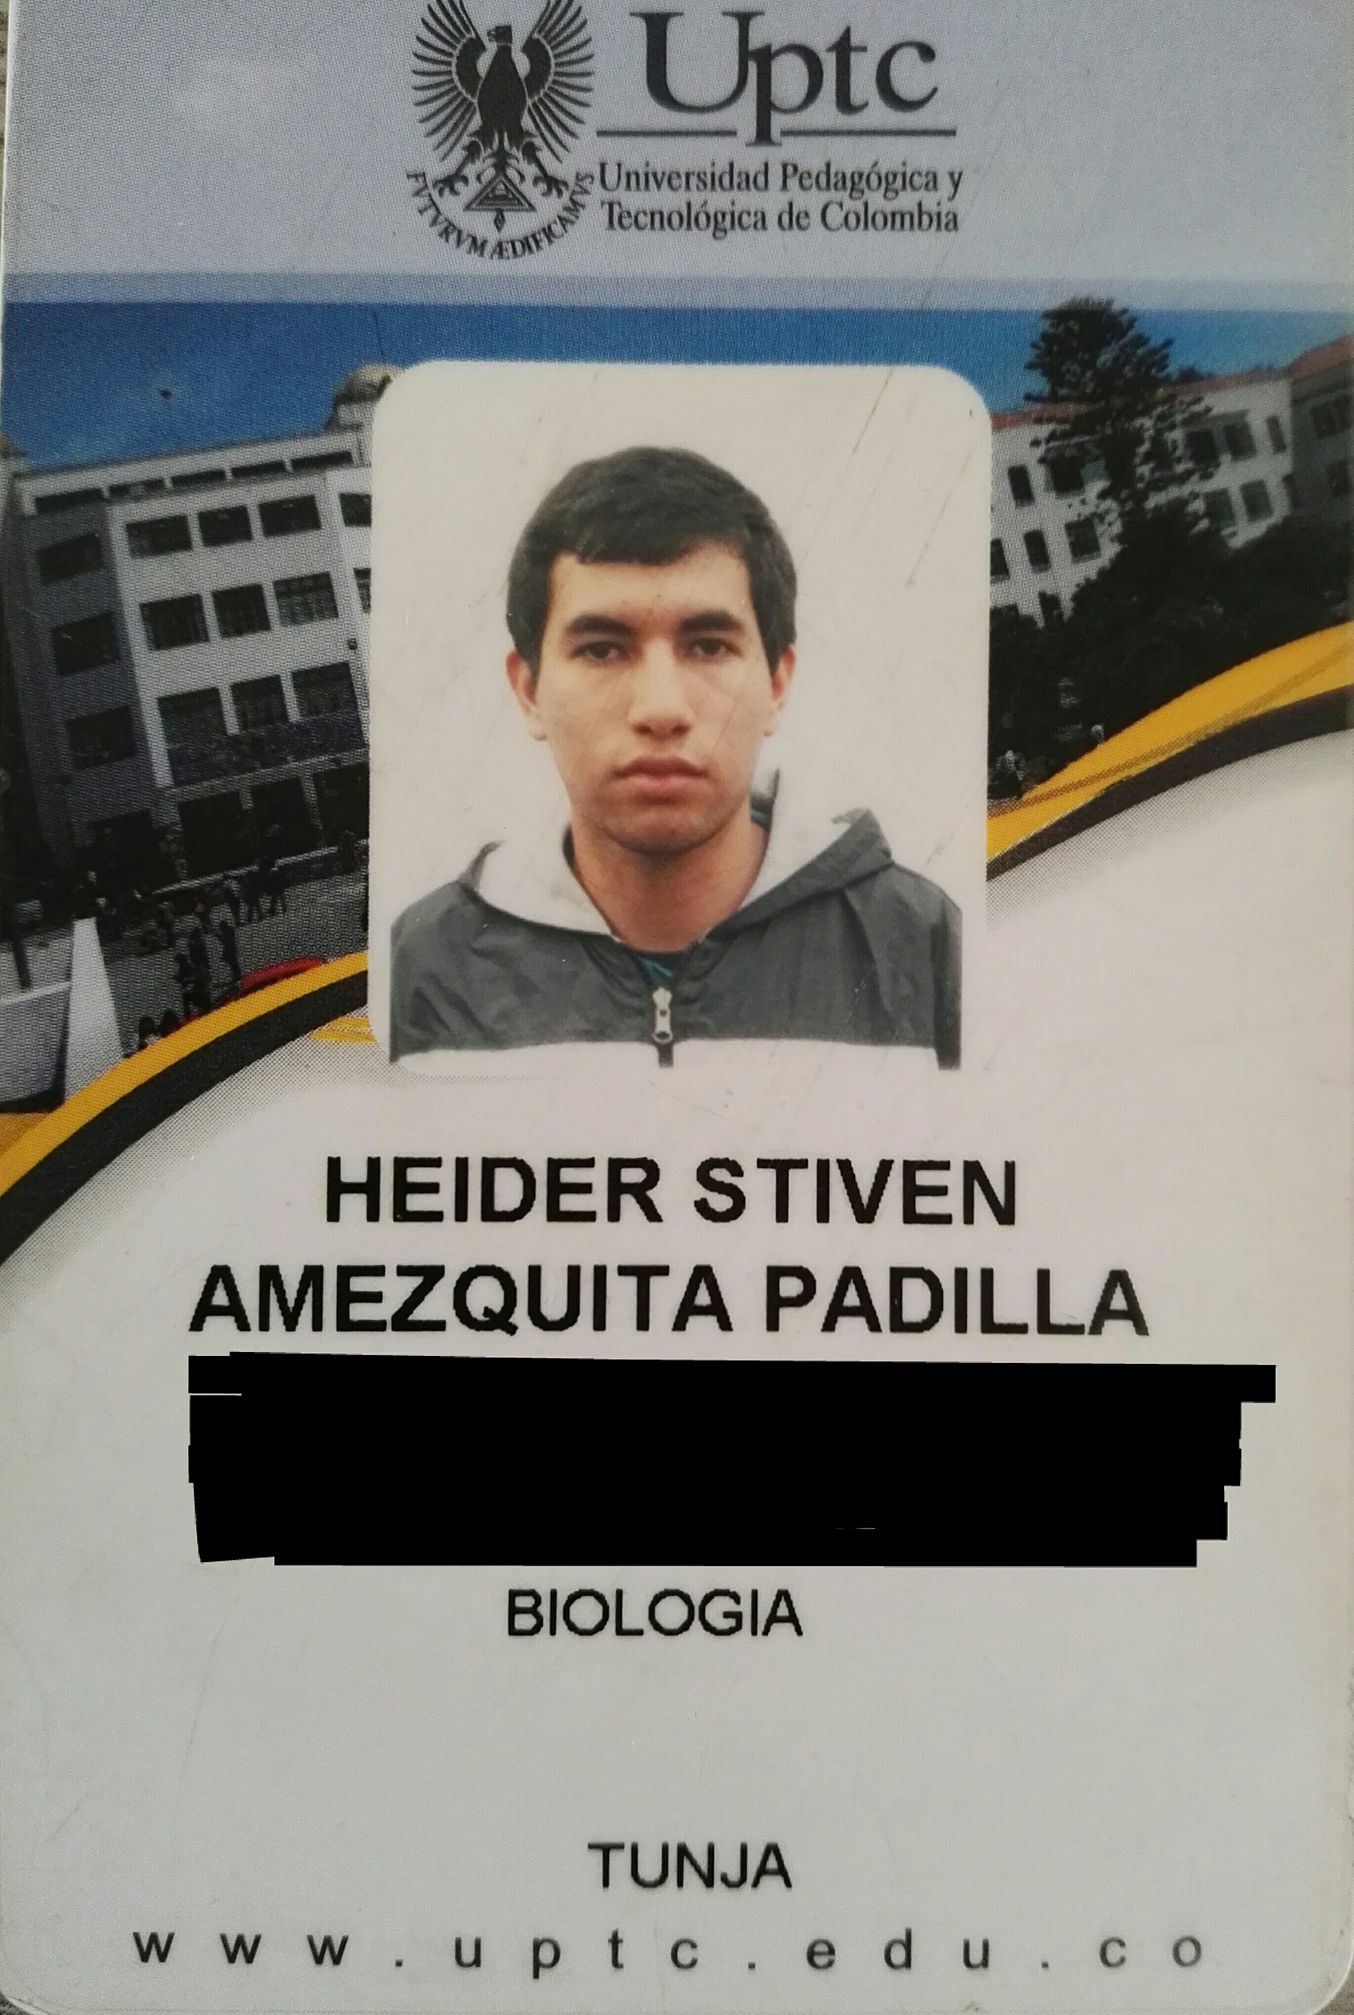 Uptc
Universidad Pedagógica y
Tecnológica de Colombia
FVTVRVM ÆDIFICAMVS
HEIDER STIVEN
AMEZQUITA PADILLA
BIOLOGIA
TUNJA
www.uptc.edu.co